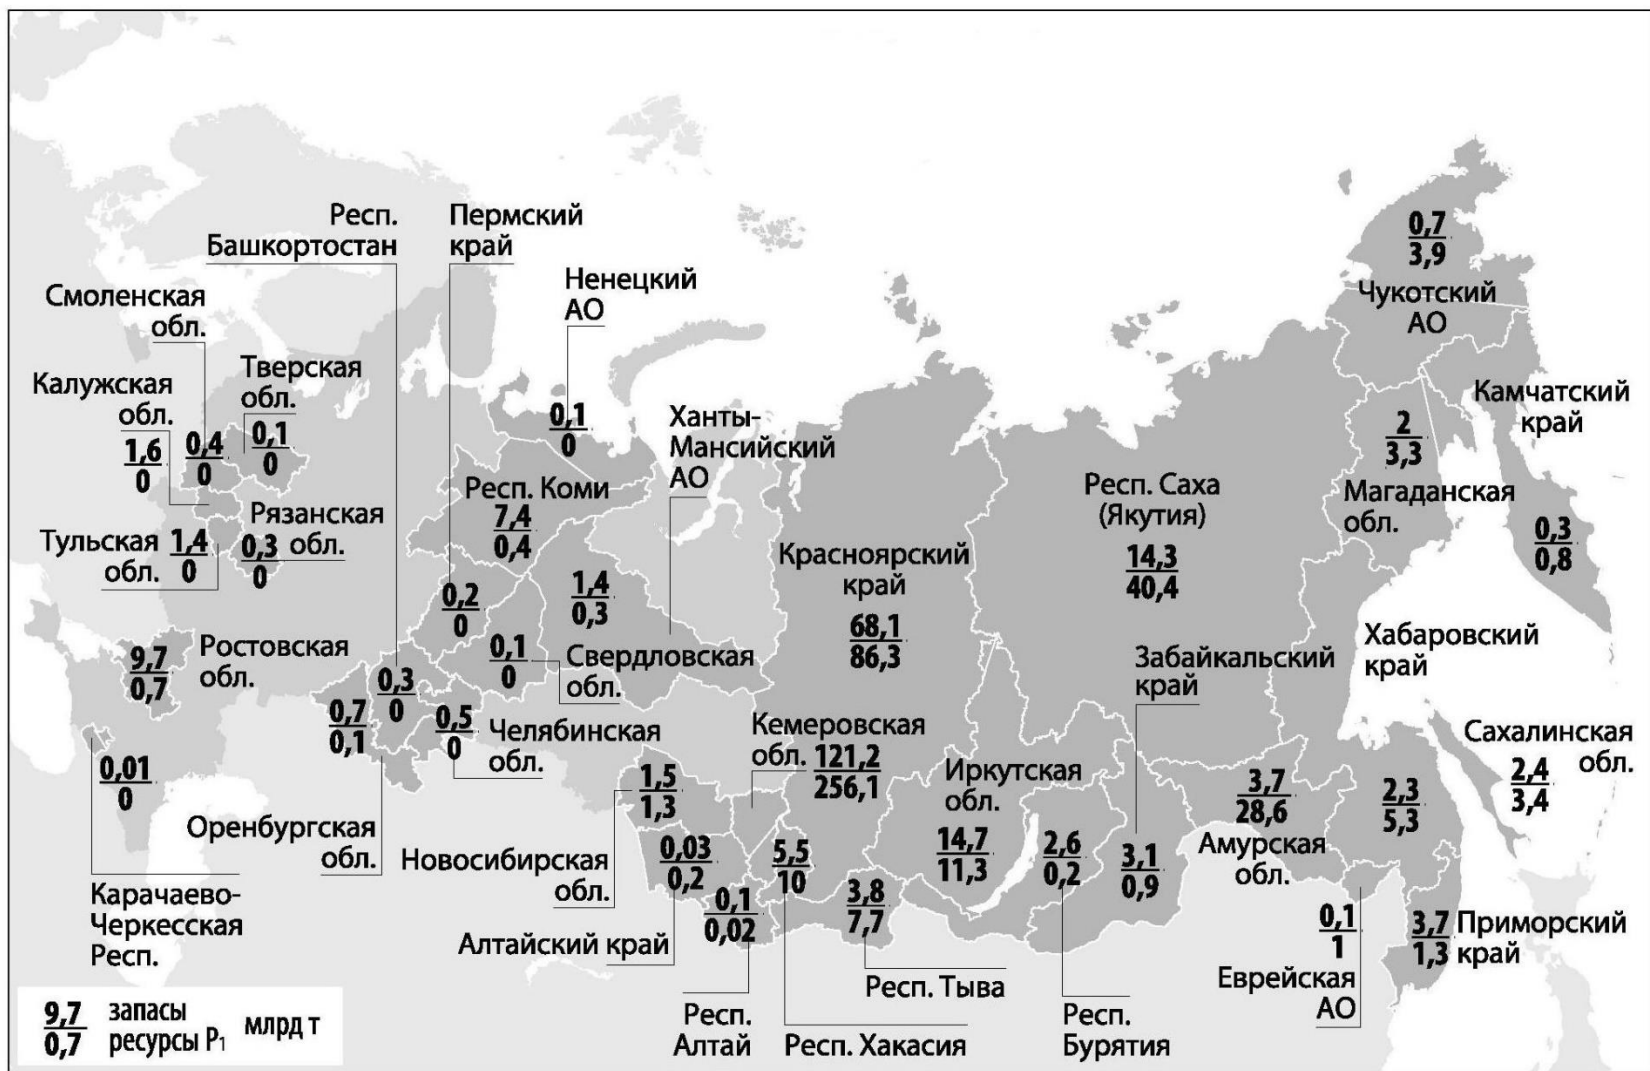 Респ.
Башкортостан
Пермский
край
Ненецкий
АО
Смоленская
обл.
Калужская
обл.
Тверская
обл.
Ханты-
Мансийский
АО
0,7
3,9
Чукотский
АО
Камчатский
край
0,1
0
0,1
0
0,4
0
1,6
0
2
3,3
Магаданская
обл.
Респ. Коми
7,4
0,4
Респ. Саха
(Якутия)
14,3
40,4
Рязанская
обл.
0,3
0
Тульская
обл.
1,4
0
0,3
0,8
Красноярский
край
68,1
86,3
1,4
0,3
0,2
0
Хабаровский
край
Ростовская
обл.
9,7
0,7
0,1
0
Свердловская
обл.
Забайкальский
край
0,3
0
0,7
0,1
0,5
0
Челябинская
обл.
Кемеровская
обл.
121,2
256,1
Сахалинская
обл.
2,4
3,4
0,01
0
1,5
1,3
Иркутская
обл.
14,7
11,3
3,7
28,6
Амурская
обл.
2,3
5,3
Оренбургская
обл.
Новосибирская
обл.
0,03
0,2
5,5
10
2,6
0,2
3,1
0,9
Карачаево-
Черкесская
Респ.
Алтайский край
0,1
0,02
3,8
7,7
0,1
1
3,7
1,3
Приморский
край
Респ. Тыва
Еврейская
АО
Респ.
Алтай
Респ. Хакасия
Респ.
Бурятия
9,7
0,7
запасы
ресурсы P₁
млрд т